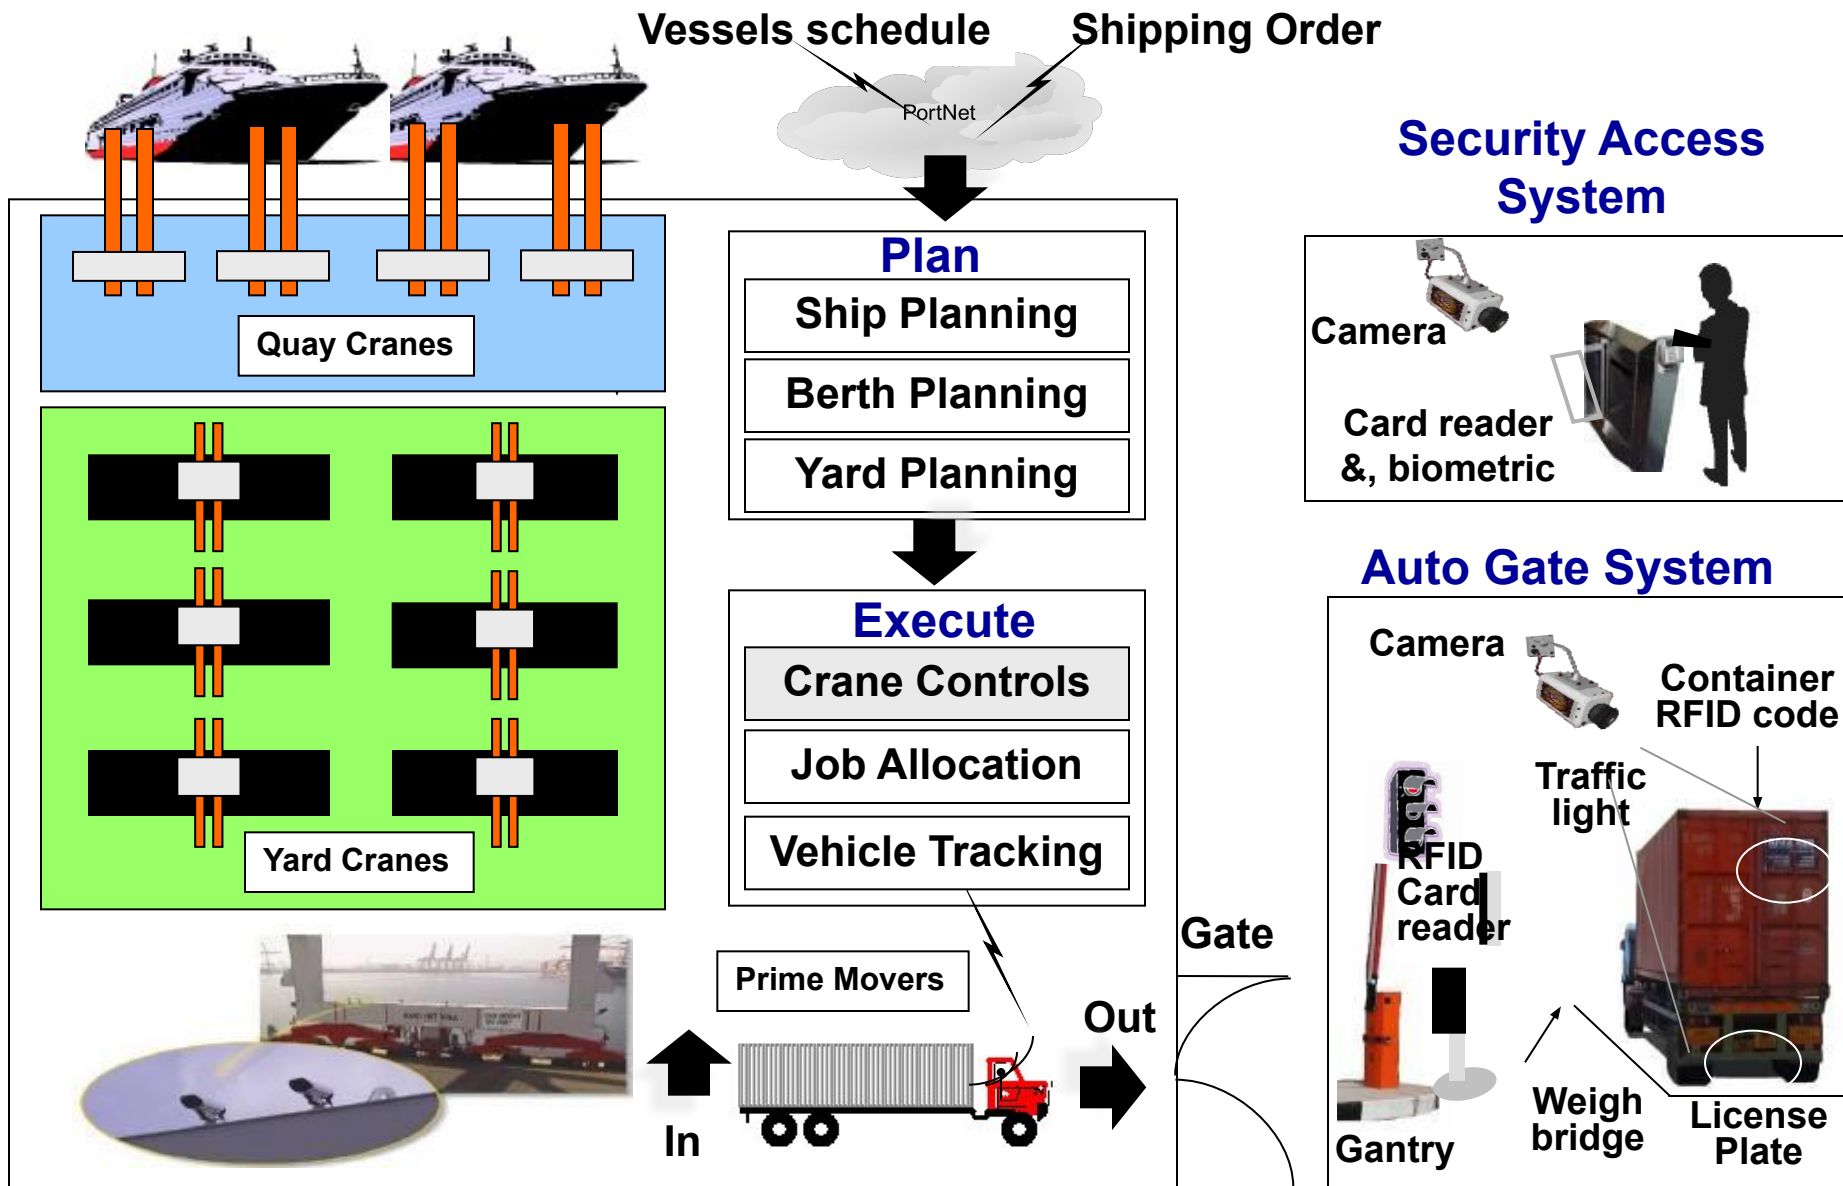 Vessels schedule
Shipping Order
PortNet
Security Access
System
Plan
Ship Planning
Berth Planning
Yard Planning
Quay Cranes
Camera
Card reader
&, biometric
Auto Gate System
Execute
Crane Controls
Job Allocation
Vehicle Tracking
Yard Cranes
Camera
Container
RFID code
Traffic
light
RFID
Card
reader
Gate
Prime Movers
Out
In
Weigh
bridge
License
Plate
Gantry